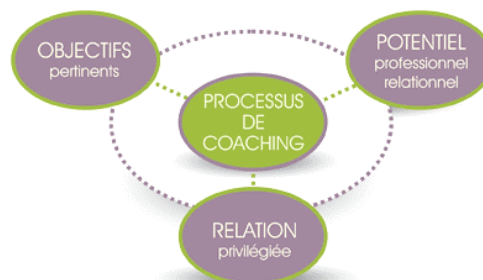 OBJECTIFS
pertinents
POTENTIEL
professionnel
relationnel
PROCESSUS
DE
COACHING
RELATION
privilégiée